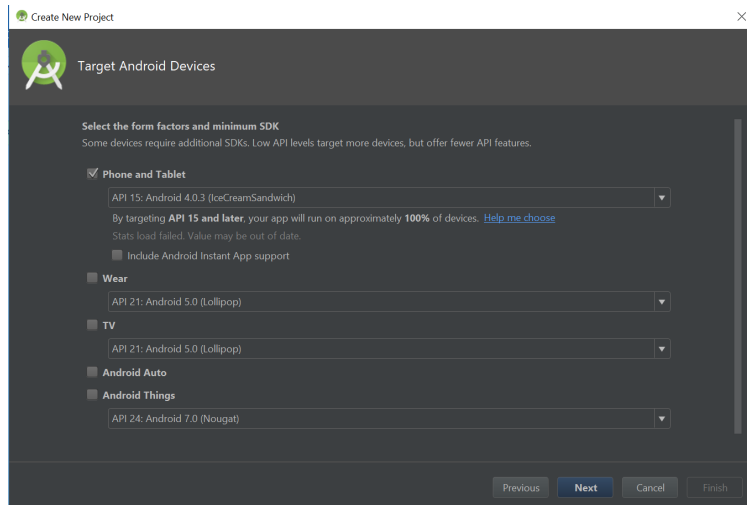 Create New Project
Target Android Devices
Select the form factors and minimum SDK
Some devices require additional SDKs. Low API levels target more devices, but offer fewer API features.
Phone and Tablet
API 15: Android 4.0.3 (IceCreamSandwich)
By targeting API 15 and later, your app will run on approximately 100% of devices. Help me choose
Stats load failed. Value may be out of date.
Include Android Instant App support
Wear
API 21: Android 5.0 (Lollipop)
TV
API 21: Android 5.0 (Lollipop)
Android Auto
Android Things
API 24: Android 7.0 (Nougat)
Previous Next Cancel Finish